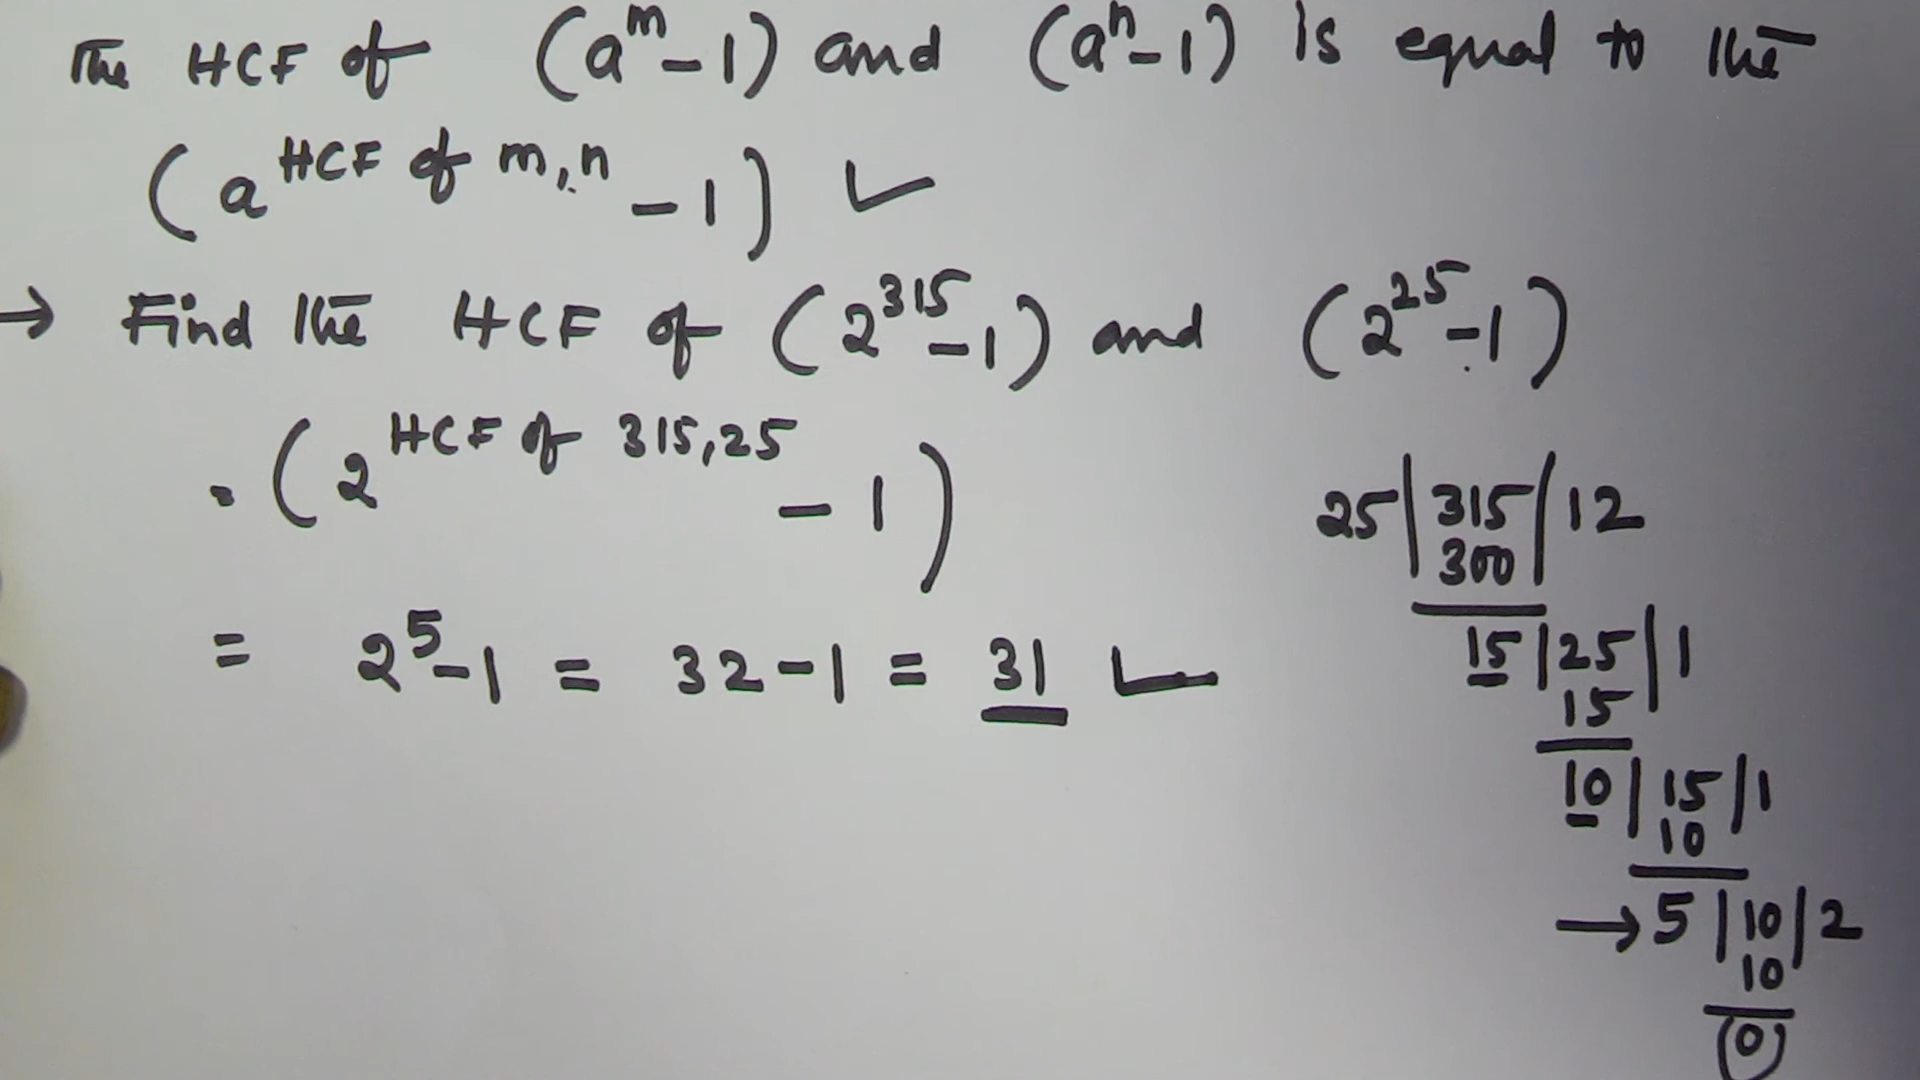 The HCF of (a^m - 1) and (a^n - 1) is equal to the
(a^HCF of m,n - 1) ✓
→ Find the HCF of (2^315 - 1) and (2^25 - 1)
= (2^HCF of 315,25 - 1)
= 2^5 - 1 = 32 - 1 = 31 ✓
25 | 315 | 12
300
15 | 25 | 1
15
10 | 15 | 1
10
→ 5 | 10 | 2
10
0